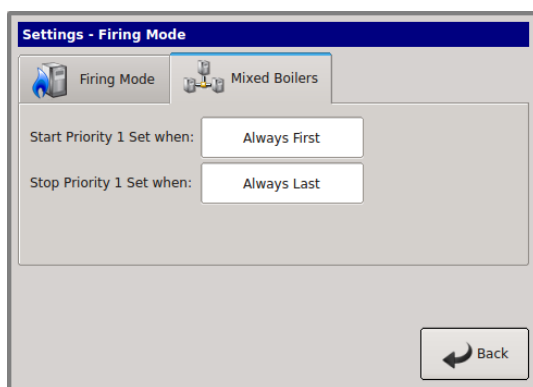 Settings - Firing Mode
Firing Mode
Mixed Boilers
Start Priority 1 Set when:
Always First
Stop Priority 1 Set when:
Always Last
Back